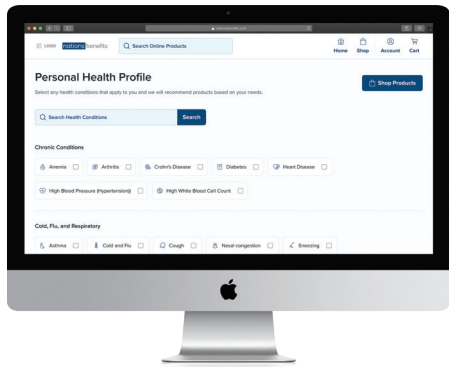 LOGO nations benefits Search Online Products Home Shop Account Cart
Personal Health Profile
Shop Products
Select any health conditions that apply to you and we will recommend products based on your needs.
Search Health Conditions Search
Chronic Conditions
Anemia Arthritis Crohn's Disease Diabetes Heart Disease
High Blood Pressure (Hypertension) High White Blood Cell Count
Cold, Flu, and Respiratory
Asthma Cold and Flu Cough Nasal congestion Sneezing